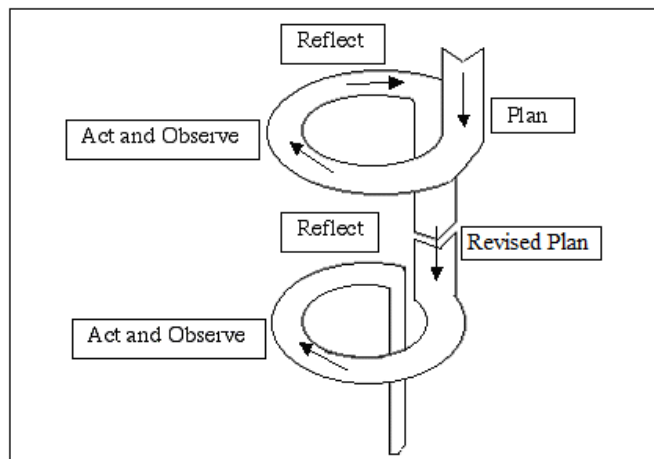 Reflect
Plan
Act and Observe
Revised Plan
Reflect
Act and Observe